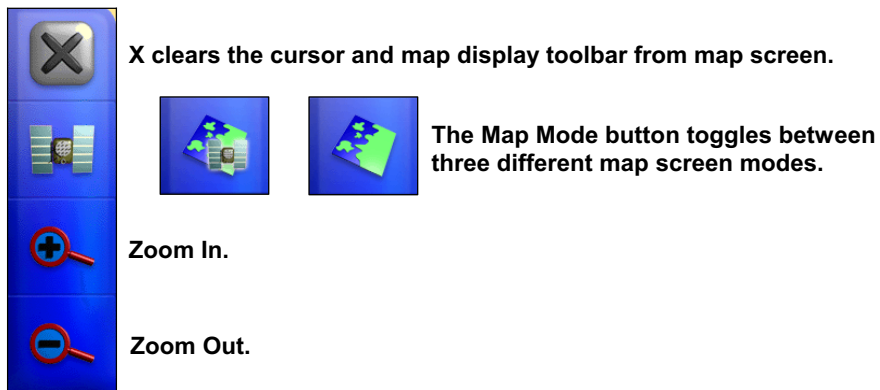 X clears the cursor and map display toolbar from map screen.
The Map Mode button toggles between
three different map screen modes.
Zoom In.
Zoom Out.